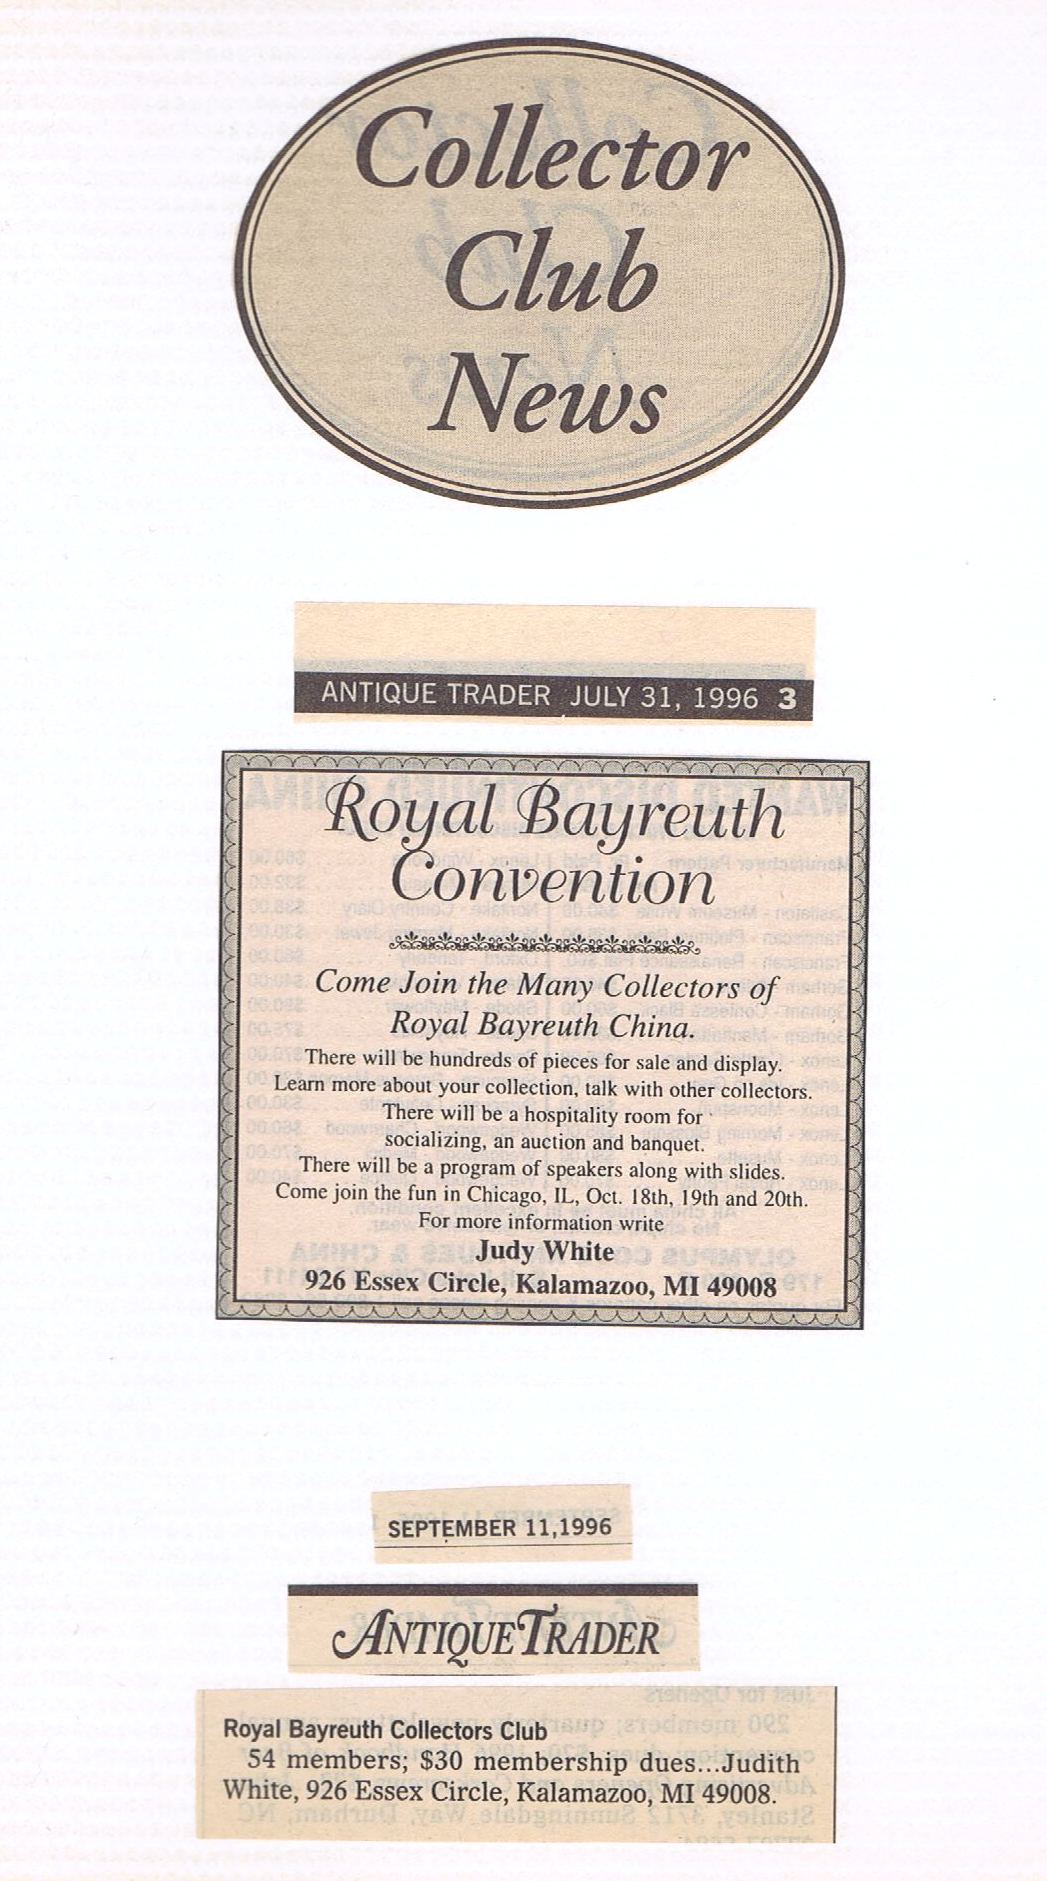 Collector
Club
News
ANTIQUE TRADER JULY 31, 1996 3
Royal Bayreuth
Convention
Come Join the Many Collectors of
Royal Bayreuth China.
There will be hundreds of pieces for sale and display.
Learn more about your collection, talk with other collectors.
There will be a hospitality room for
socializing, an auction and banquet.
There will be a program of speakers along with slides.
Come join the fun in Chicago, IL, Oct. 18th, 19th and 20th.
For more information write
Judy White
926 Essex Circle, Kalamazoo, MI 49008
SEPTEMBER 11,1996
ANTIQUE TRADER
Royal Bayreuth Collectors Club
54 members; $30 membership dues...Judith
White, 926 Essex Circle, Kalamazoo, MI 49008.